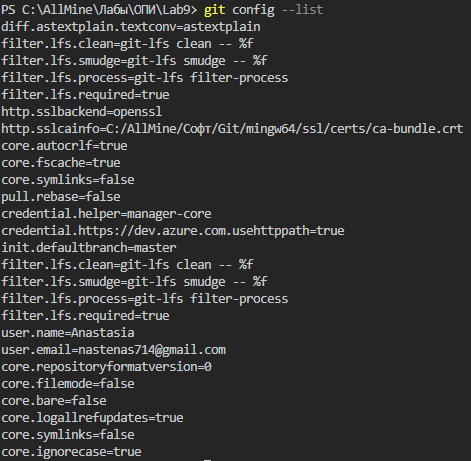 PS C:\AllMine\Лабы\ОПИ\Lab9> git config --list
diff.astextplain.textconv=astextplain
filter.lfs.clean=git-lfs clean -- %f
filter.lfs.smudge=git-lfs smudge -- %f
filter.lfs.process=git-lfs filter-process
filter.lfs.required=true
http.sslbackend=openssl
http.sslcainfo=C:/AllMine/Софт/Git/mingw64/ssl/certs/ca-bundle.crt
core.autocrlf=true
core.fscache=true
core.symlinks=false
pull.rebase=false
credential.helper=manager-core
credential.https://dev.azure.com.usehttppath=true
init.defaultbranch=master
filter.lfs.clean=git-lfs clean -- %f
filter.lfs.smudge=git-lfs smudge -- %f
filter.lfs.process=git-lfs filter-process
filter.lfs.required=true
user.name=Anastasia
user.email=nastenas714@gmail.com
core.repositoryformatversion=0
core.filemode=false
core.bare=false
core.logallrefupdates=true
core.symlinks=false
core.ignorecase=true